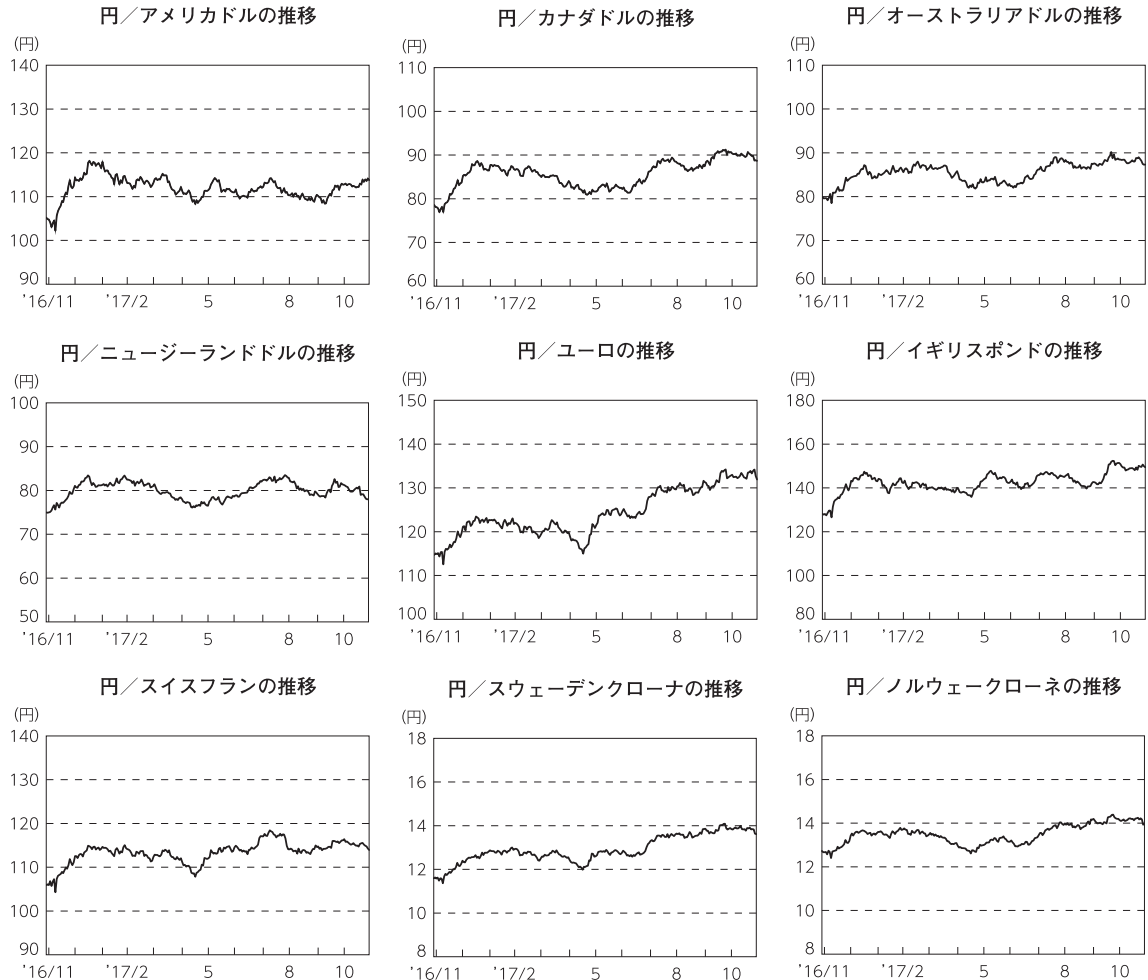 円／アメリカドルの推移
(円)
140
130
120
110
100
90
'16/11 '17/2 5 8 10
円／カナダドルの推移
(円)
110
100
90
80
70
60
'16/11 '17/2 5 8 10
円／オーストラリアドルの推移
(円)
110
100
90
80
70
60
'16/11 '17/2 5 8 10
円／ニュージーランドドルの推移
(円)
100
90
80
70
60
50
'16/11 '17/2 5 8 10
円／ユーロの推移
(円)
150
140
130
120
110
100
'16/11 '17/2 5 8 10
円／イギリスポンドの推移
(円)
180
160
140
120
100
80
'16/11 '17/2 5 8 10
円／スイスフランの推移
(円)
140
130
120
110
100
90
'16/11 '17/2 5 8 10
円／スウェーデンクローナの推移
(円)
18
16
14
12
10
8
'16/11 '17/2 5 8 10
円／ノルウェークローネの推移
(円)
18
16
14
12
10
8
'16/11 '17/2 5 8 10